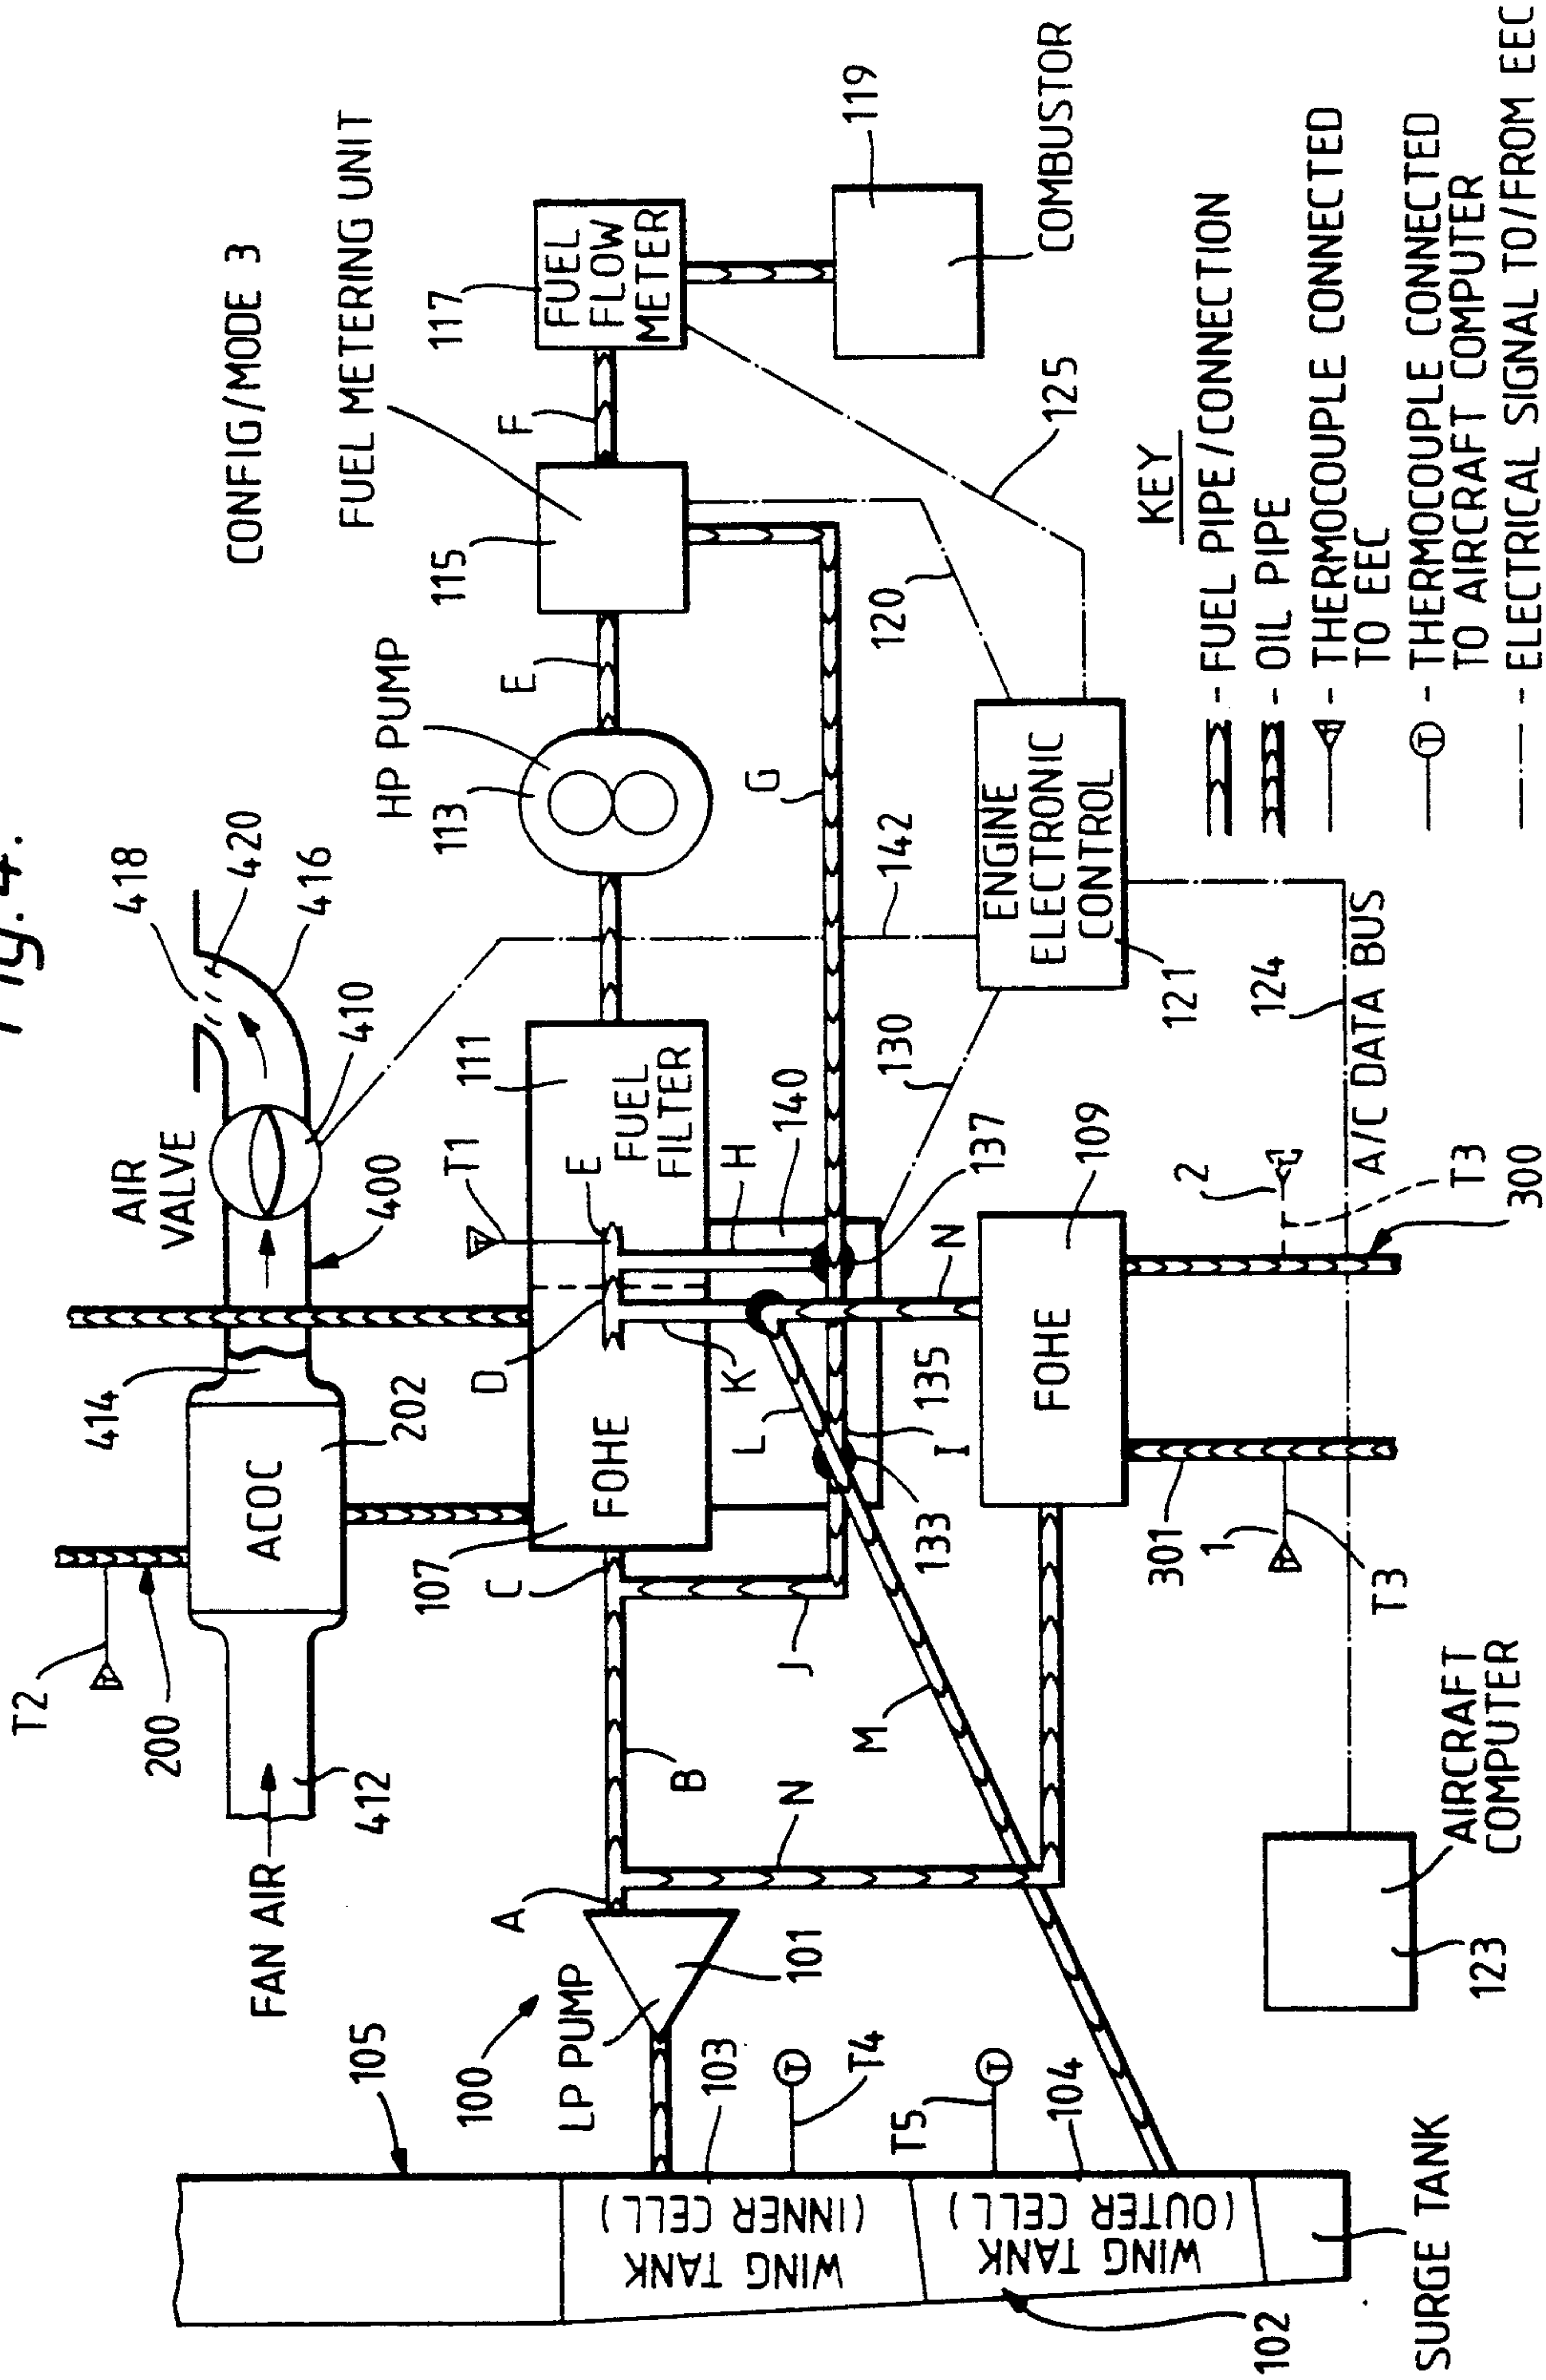 Fig.4.
CONFIG/MODE 3
FUEL METERING UNIT
T2
200
FAN AIR
412
414
ACOC
202
AIR
VALVE
400
410
416
418
420
105
100
LP PUMP
101
A
B
N
C
107
FOHE
D
E
T1
111
FUEL
FILTER
HP PUMP
113
E
115
F
117
FUEL
FLOW
METER
119
COMBUSTOR
103
T4
T5
104
WING TANK
(INNER CELL)
WING TANK
(OUTER CELL)
102
SURGE TANK
M
J
L
K
H
140
G
133
I
135
N
137
130
142
120
125
ENGINE
ELECTRONIC
CONTROL
121
FOHE
109
301
1
T3
2
T3
300
124
A/C DATA BUS
AIRCRAFT
COMPUTER
123
KEY
- FUEL PIPE/CONNECTION
- OIL PIPE
T - THERMOCOUPLE CONNECTED
TO EEC
T - THERMOCOUPLE CONNECTED
TO AIRCRAFT COMPUTER
- ELECTRICAL SIGNAL TO/FROM EEC
T
T
T
T
T
T